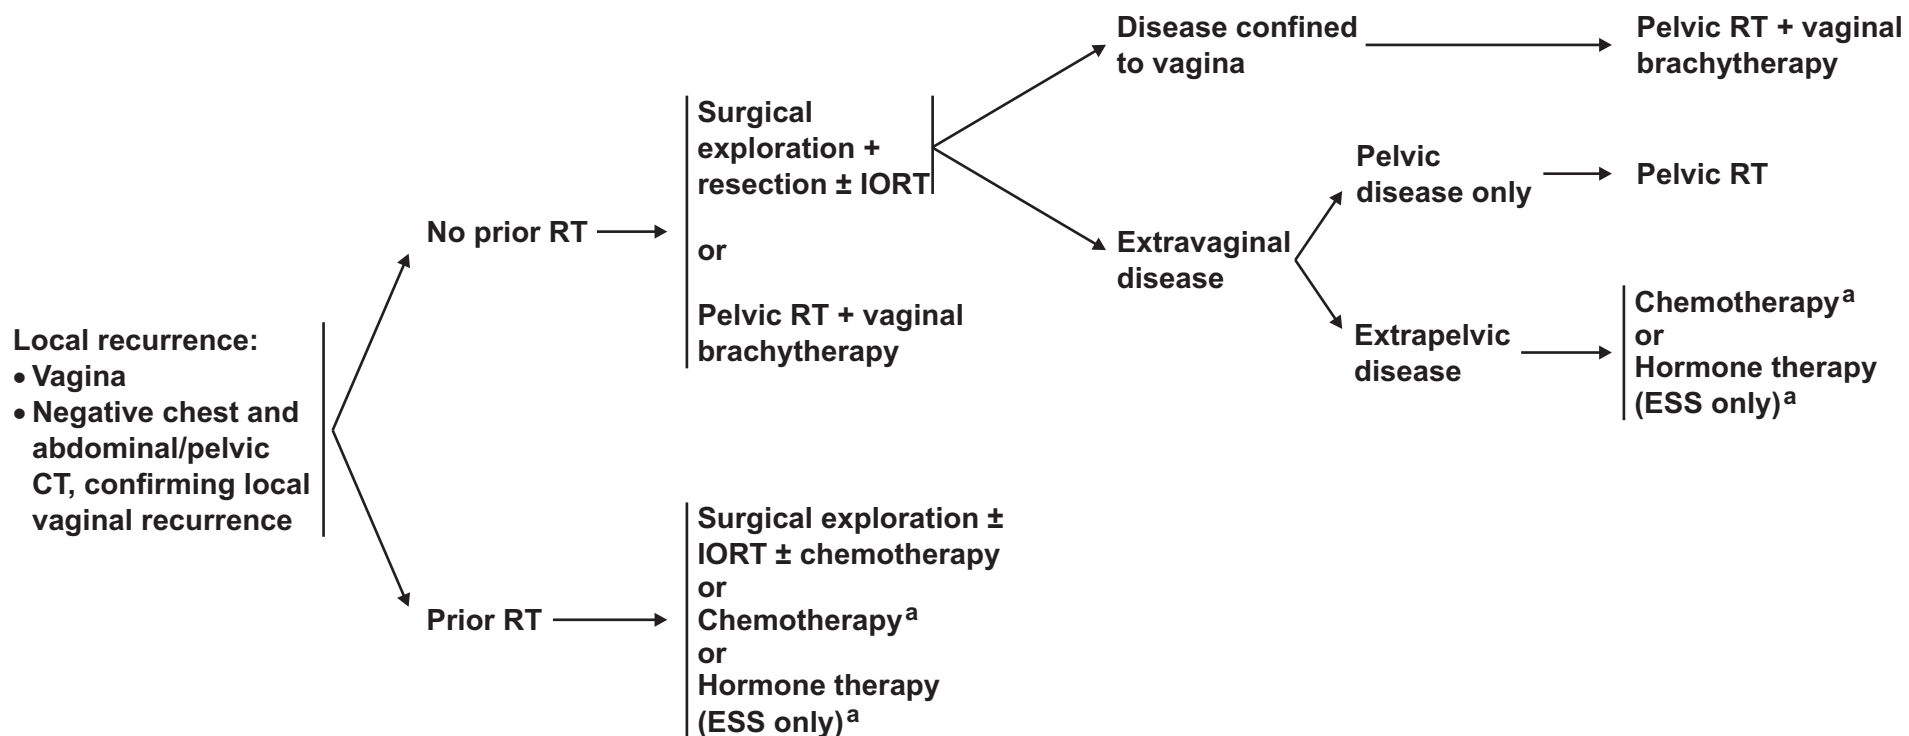 Local recurrence:
• Vagina
• Negative chest and
abdominal/pelvic
CT, confirming local
vaginal recurrence
No prior RT
Surgical
exploration +
resection ± IORT
or
Pelvic RT + vaginal
brachytherapy
Disease confined
to vagina
Pelvic RT + vaginal
brachytherapy
Extravaginal
disease
Pelvic
disease only
Pelvic RT
Extrapelvic
disease
Chemotherapy a
or
Hormone therapy
(ESS only) a
Prior RT
Surgical exploration ±
IORT ± chemotherapy
or
Chemotherapy a
or
Hormone therapy
(ESS only) a